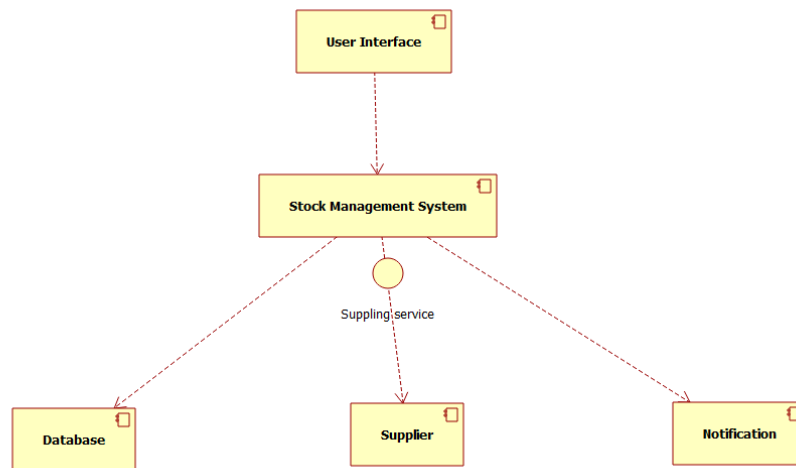 User Interface
Stock Management System
Suppling service
Database
Supplier
Notification